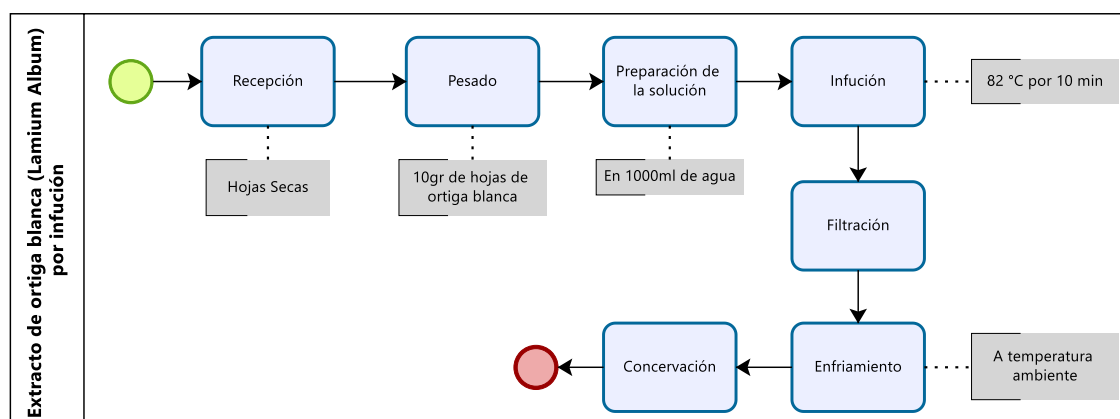 Extracto de ortiga blanca (Lamium Album)
por infución
Recepción
Pesado
Preparación de
la solución
Infución
82 °C por 10 min
Hojas Secas
10gr de hojas de
ortiga blanca
En 1000ml de agua
Filtración
Enfriamiento
A temperatura
ambiente
Concervación